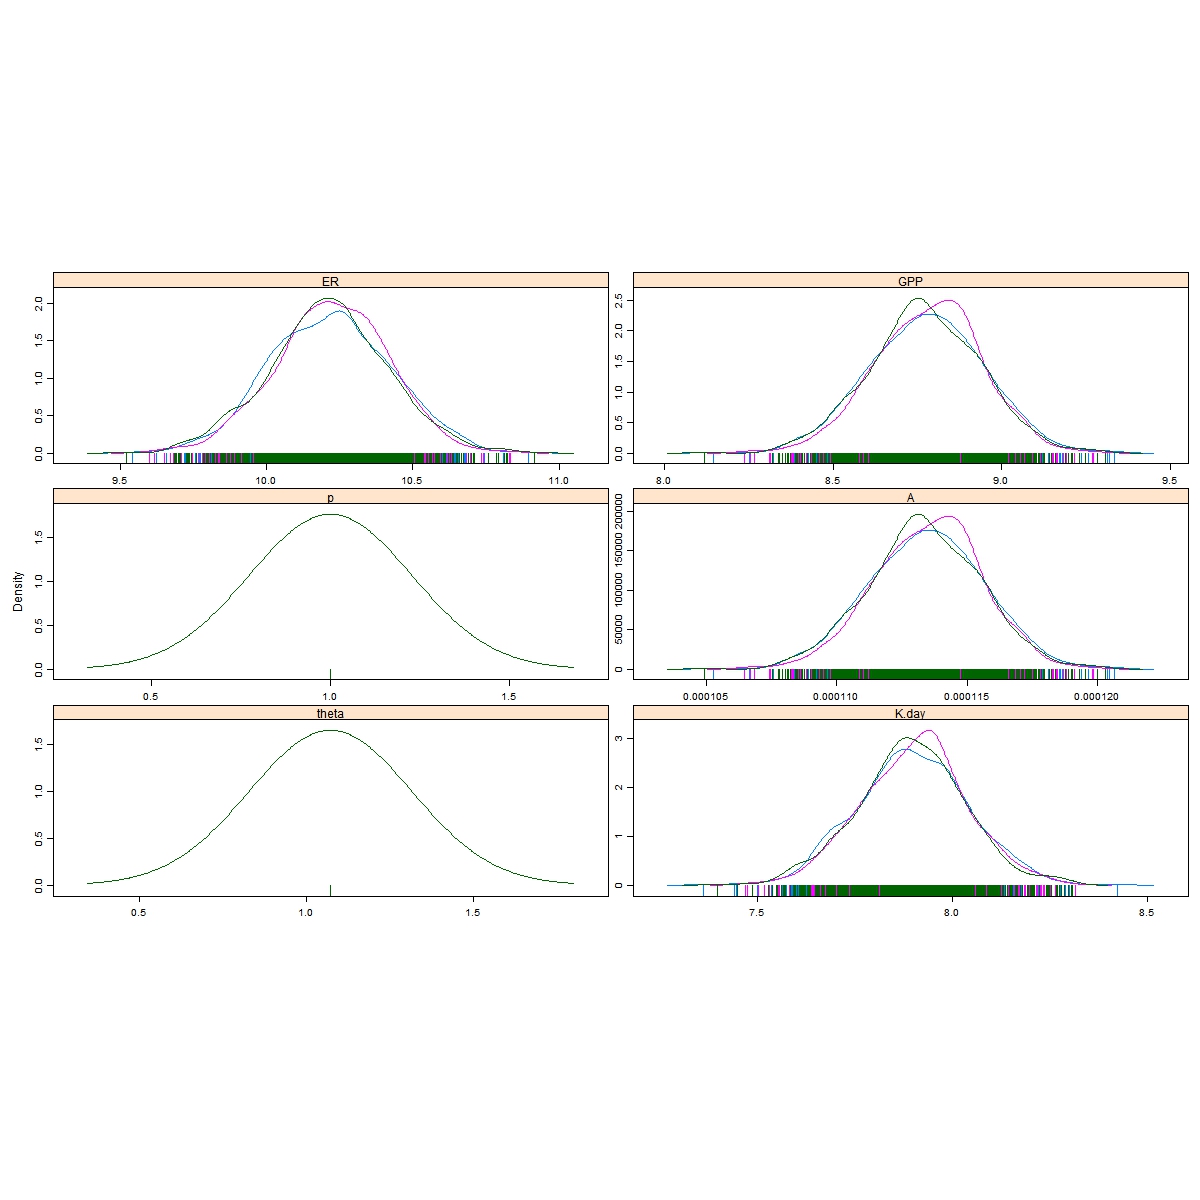 ER
GPP
0.0 0.5 1.0 1.5 2.0
9.5 10.0 10.5 11.0
0.0 0.5 1.0 1.5 2.0 2.5
8.0 8.5 9.0 9.5
p
A
Density
0.0 0.5 1.0 1.5
0.5 1.0 1.5
0 50000 100000 150000 200000
0.000105 0.000110 0.000115 0.000120
theta
K.day
0.0 0.5 1.0 1.5
0.5 1.0 1.5
0 1 2 3
7.5 8.0 8.5